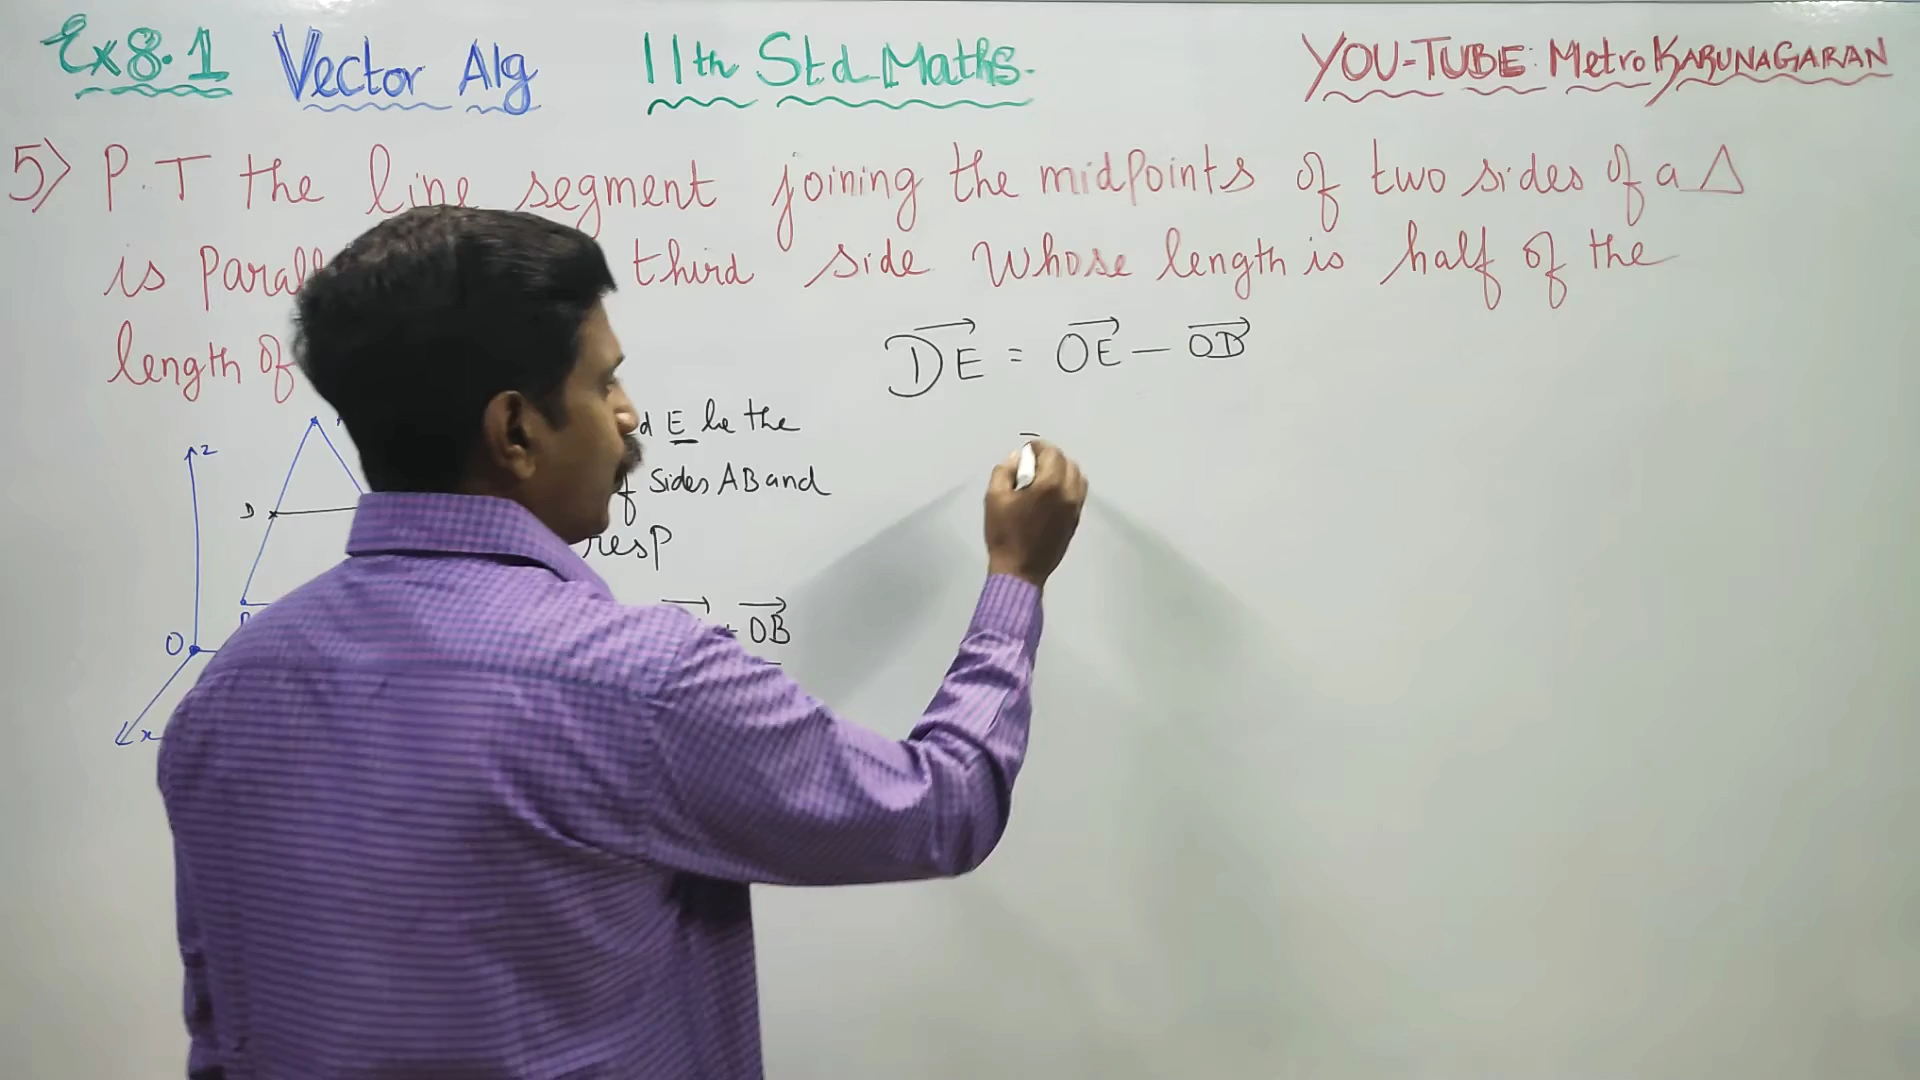 Ex 8.1 Vector Alg 11th Std Maths. YOU-TUBE: Metro KARUNAGARAN
5) P.T the line segment joining the midpoints of two sides of a Δ
is third side whose length is half of the
length of
DE = OE - OD
E be the
Z
of sides AB and
D
resp
+ OB
O
x